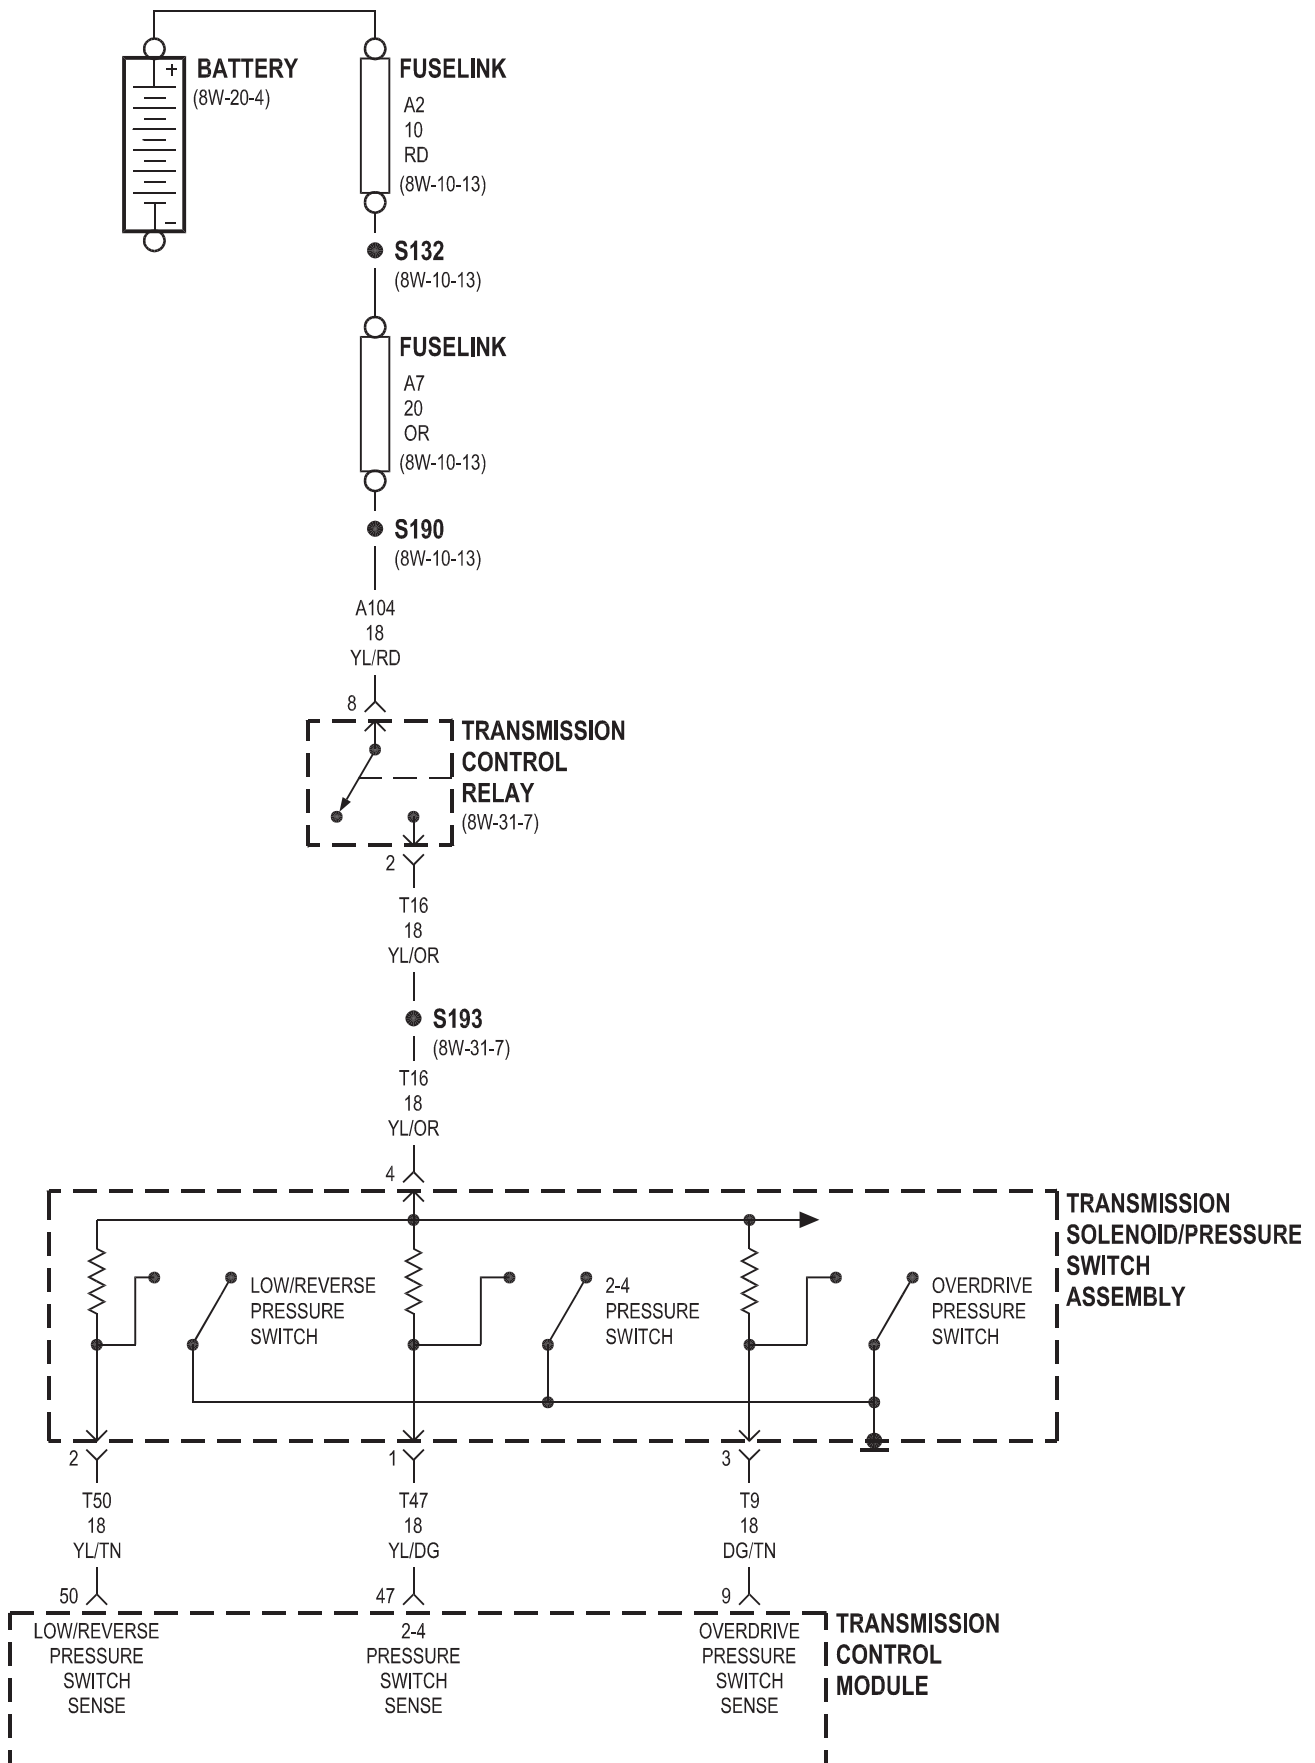 BATTERY
(8W-20-4)
+
−
FUSELINK
A2
10
RD
(8W-10-13)
S132
(8W-10-13)
FUSELINK
A7
20
OR
(8W-10-13)
S190
(8W-10-13)
A104
18
YL/RD
8
TRANSMISSION
CONTROL
RELAY
(8W-31-7)
2
T16
18
YL/OR
S193
(8W-31-7)
T16
18
YL/OR
4
TRANSMISSION
SOLENOID/PRESSURE
SWITCH
ASSEMBLY
LOW/REVERSE
PRESSURE
SWITCH
2-4
PRESSURE
SWITCH
OVERDRIVE
PRESSURE
SWITCH
2
T50
18
YL/TN
50
1
T47
18
YL/DG
47
3
T9
18
DG/TN
9
LOW/REVERSE
PRESSURE
SWITCH
SENSE
2-4
PRESSURE
SWITCH
SENSE
OVERDRIVE
PRESSURE
SWITCH
SENSE
TRANSMISSION
CONTROL
MODULE